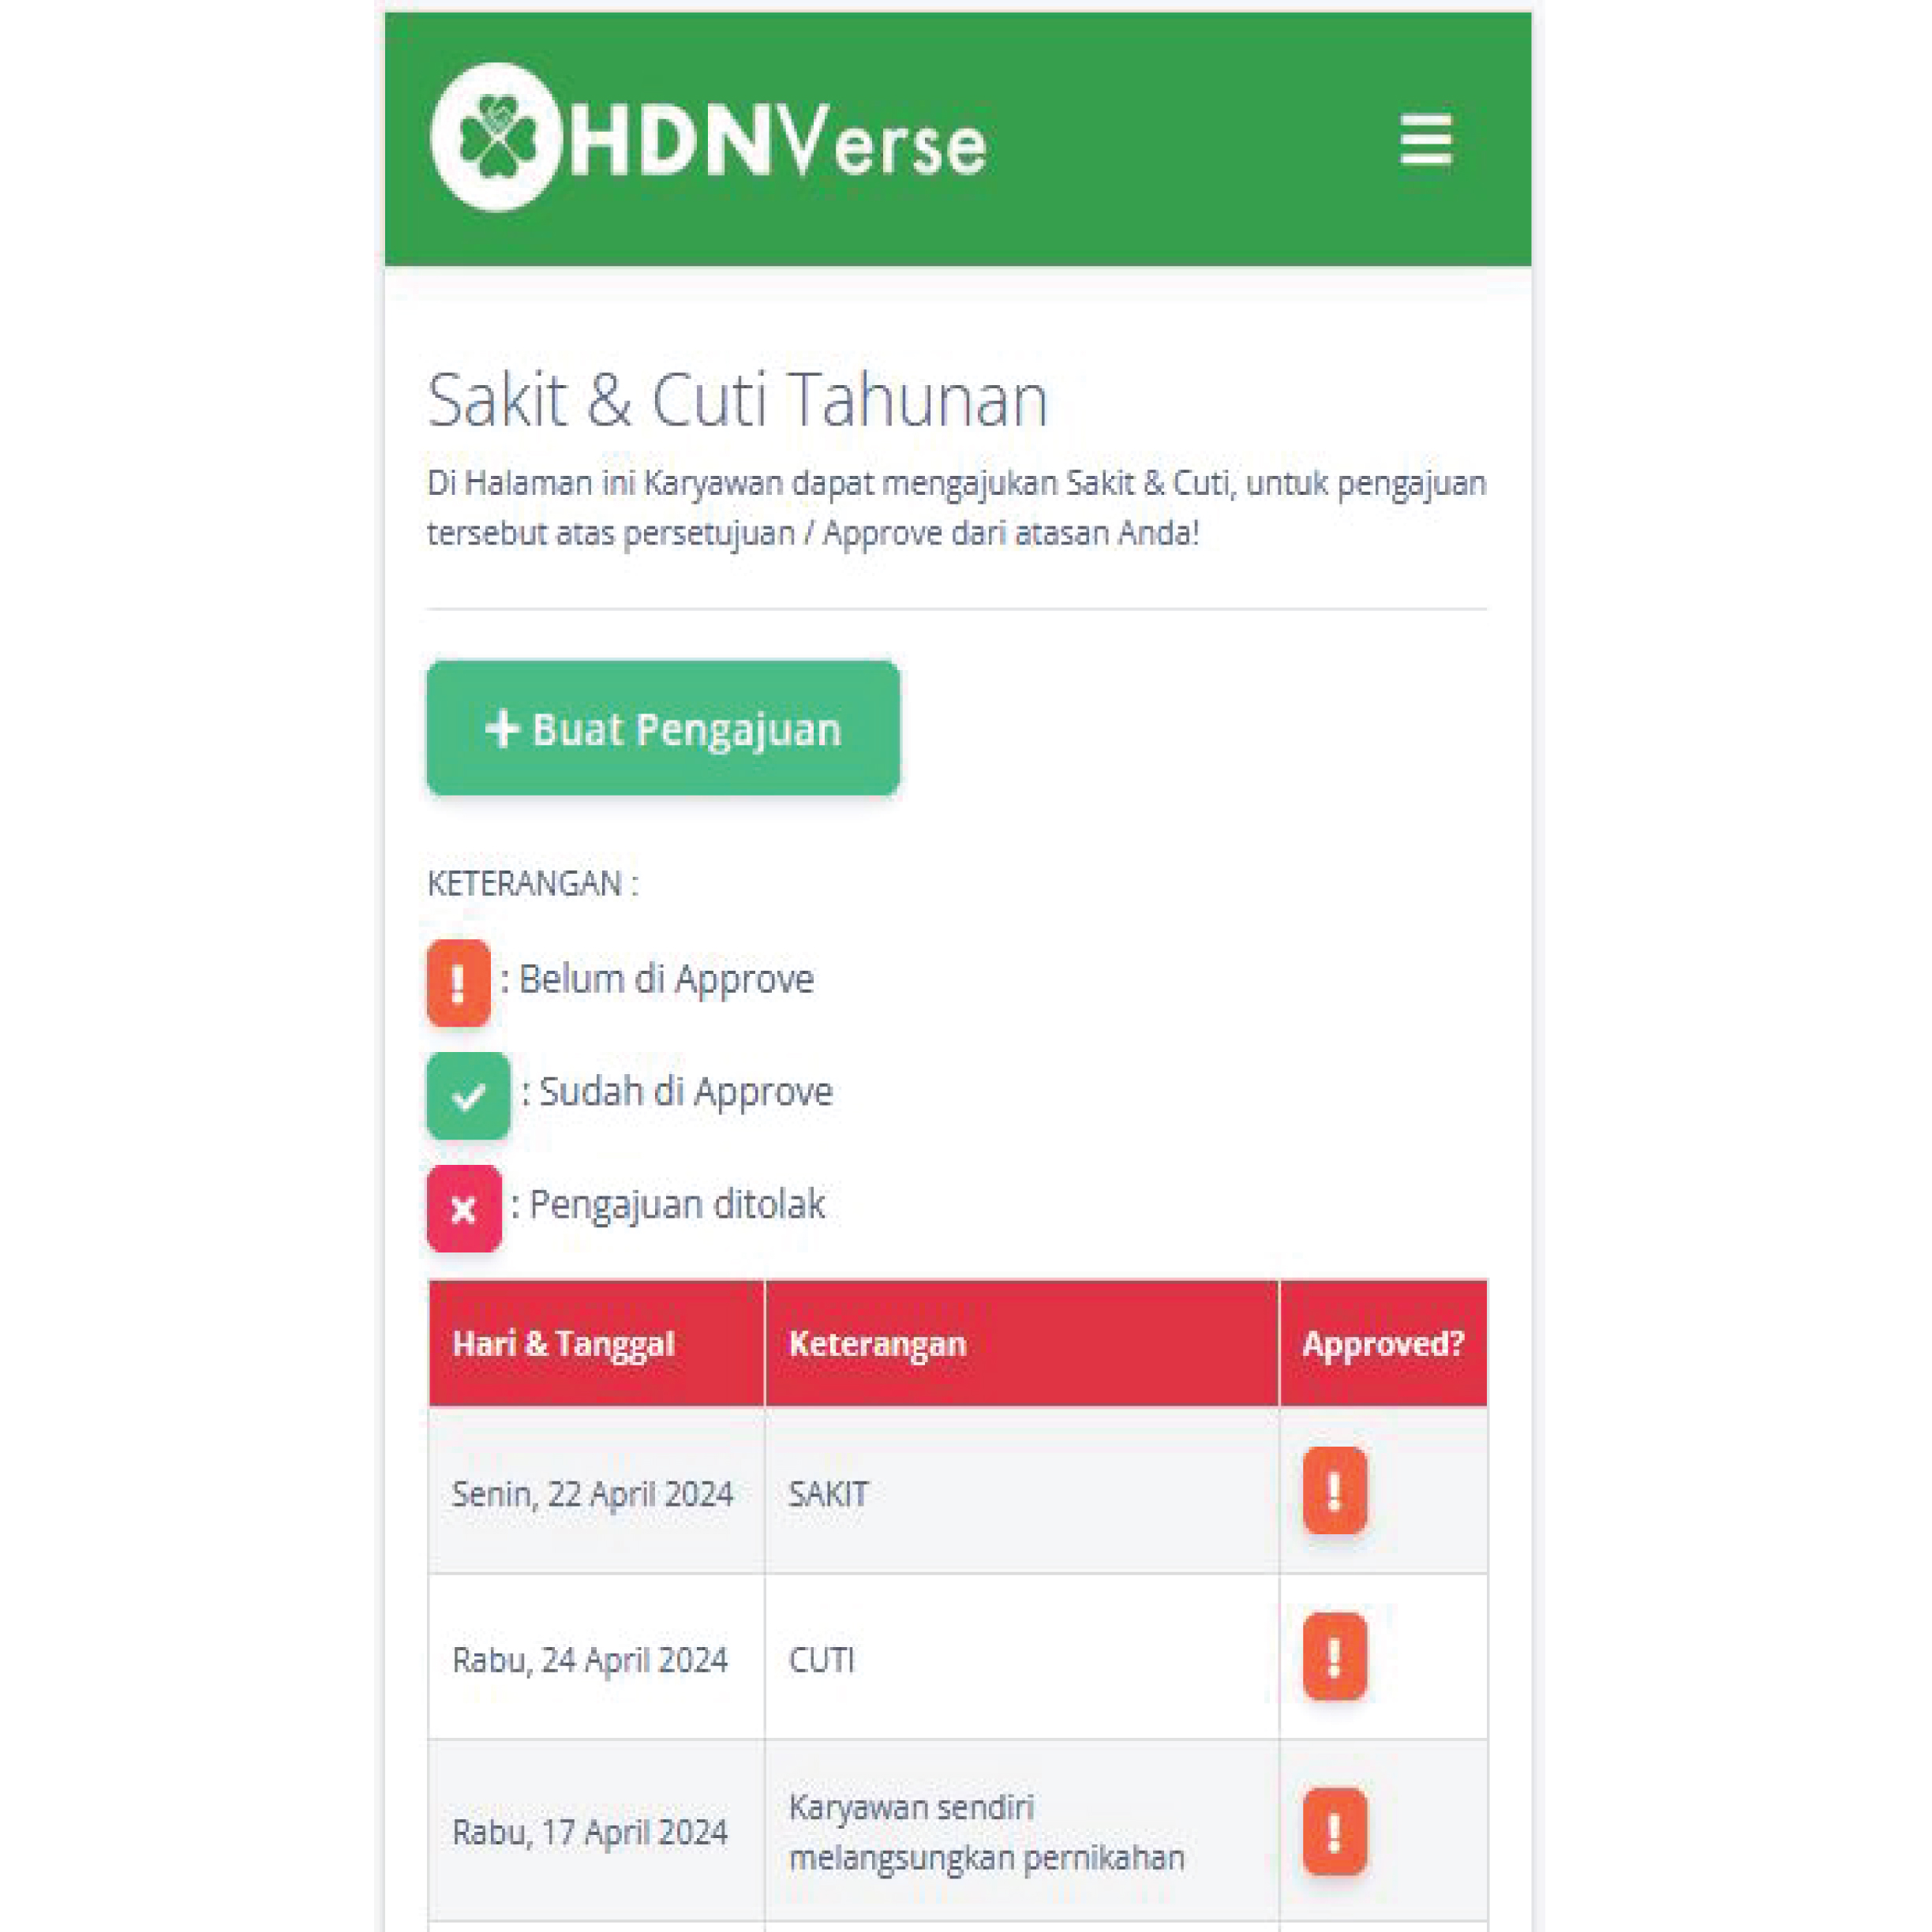 HDNVerse
Sakit & Cuti Tahunan
Di Halaman ini Karyawan dapat mengajukan Sakit & Cuti, untuk pengajuan
tersebut atas persetujuan / Approve dari atasan Anda!
+ Buat Pengajuan
KETERANGAN :
! : Belum di Approve
✓ : Sudah di Approve
× : Pengajuan ditolak
Hari & Tanggal Keterangan Approved?
Senin, 22 April 2024 SAKIT !
Rabu, 24 April 2024 CUTI !
Rabu, 17 April 2024 Karyawan sendiri
melangsungkan pernikahan !